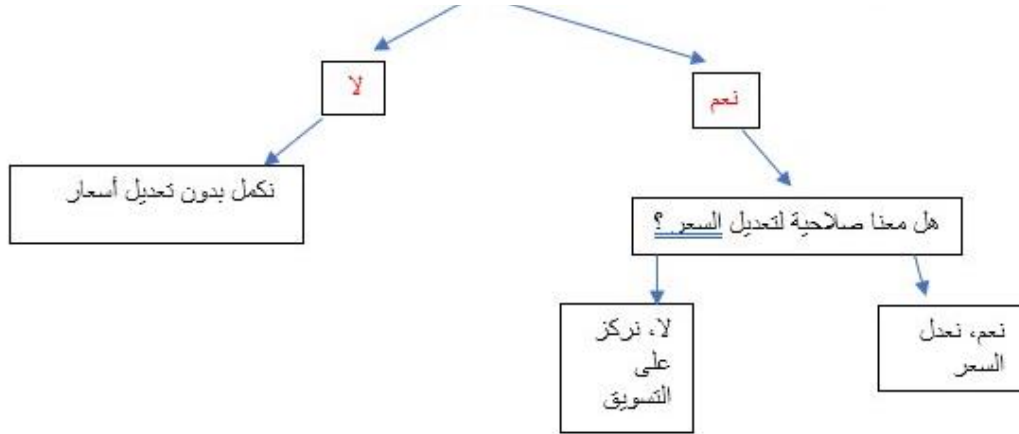 نعم
لا
نكمل بدون تعديل أسعار
هل معنا صلاحية لتعديل السعر ؟
نعم، نعدل
السعر
لا، نركز
على
التسويق